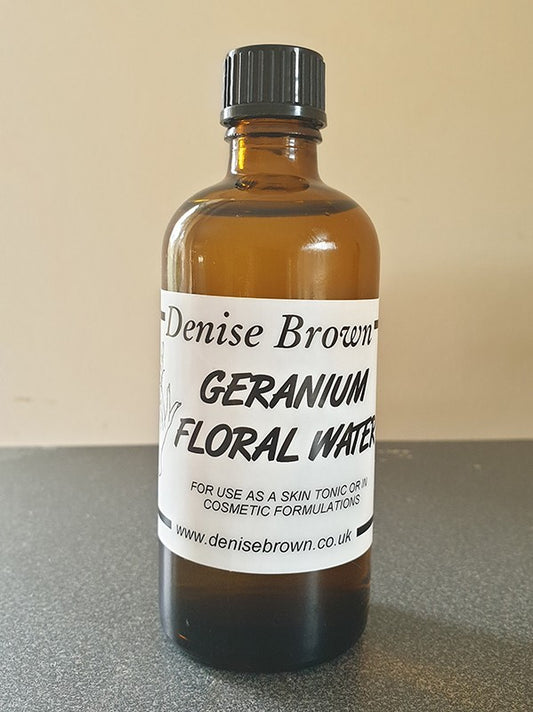 Denise Brown
GERANIUM
FLORAL WATER
FOR USE AS A SKIN TONIC OR IN
COSMETIC FORMULATIONS
www.denisebrown.co.uk